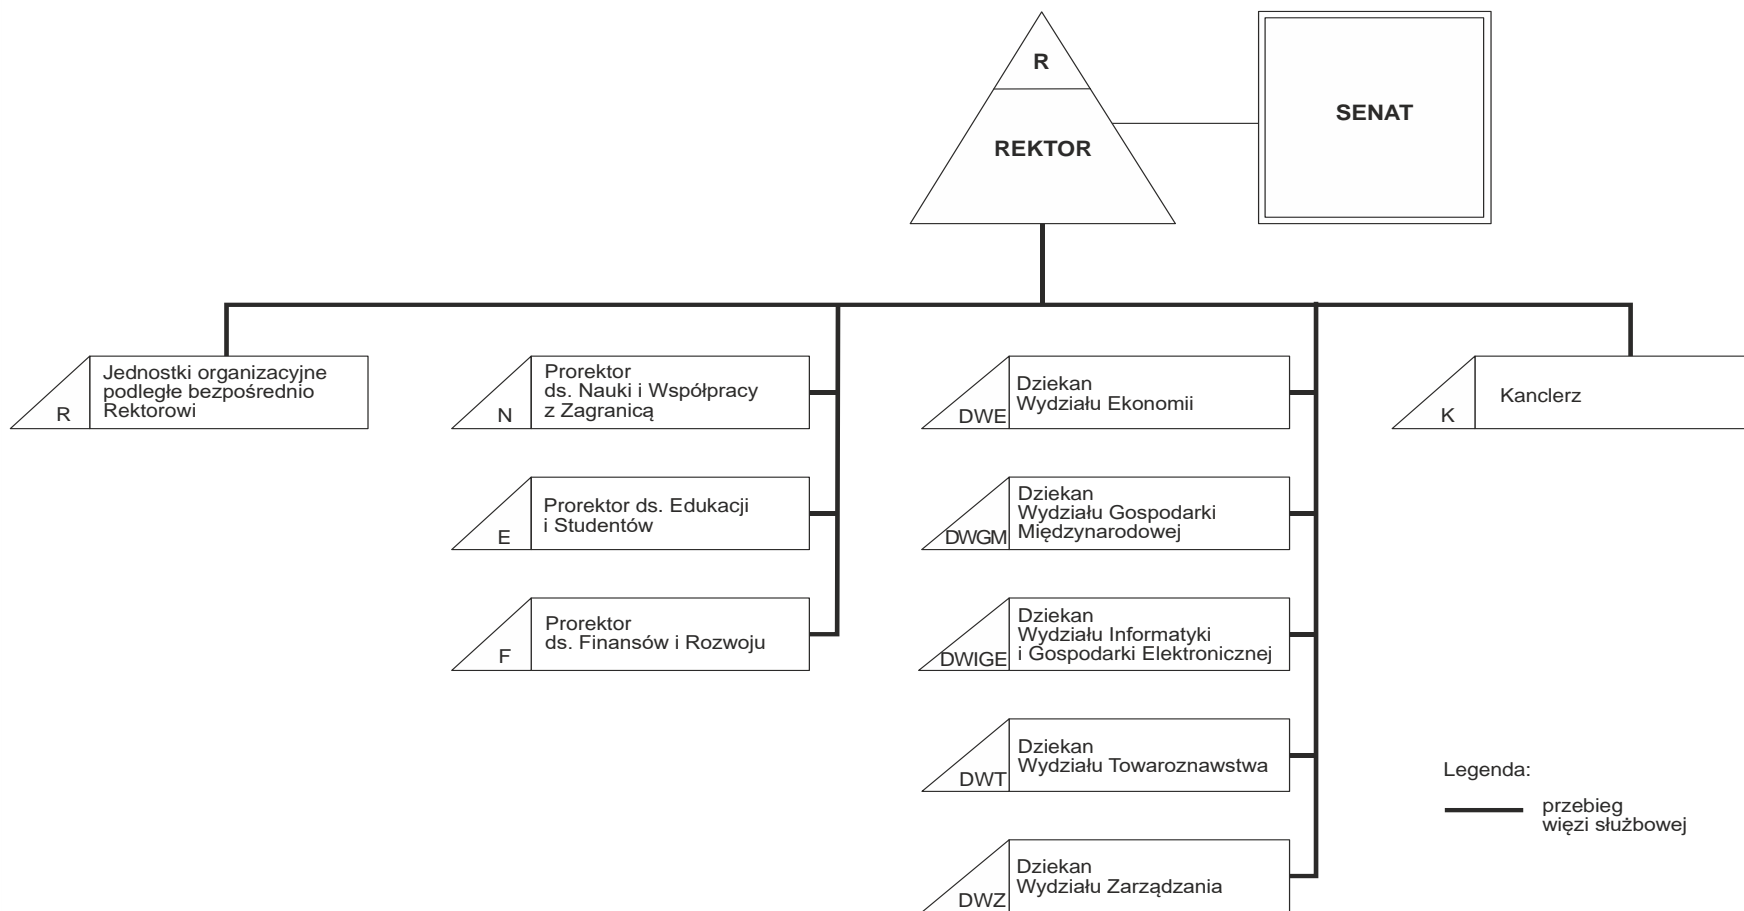 R
REKTOR
SENAT
R
Jednostki organizacyjne
podległe bezpośrednio
Rektorowi
N
Prorektor
ds. Nauki i Współpracy
z Zagranicą
E
Prorektor ds. Edukacji
i Studentów
F
Prorektor
ds. Finansów i Rozwoju
DWE
Dziekan
Wydziału Ekonomii
DWGM
Dziekan
Wydziału Gospodarki
Międzynarodowej
DWIGE
Dziekan
Wydziału Informatyki
i Gospodarki Elektronicznej
DWT
Dziekan
Wydziału Towaroznawstwa
DWZ
Dziekan
Wydziału Zarządzania
K
Kanclerz
Legenda:
przebieg
więzi służbowej